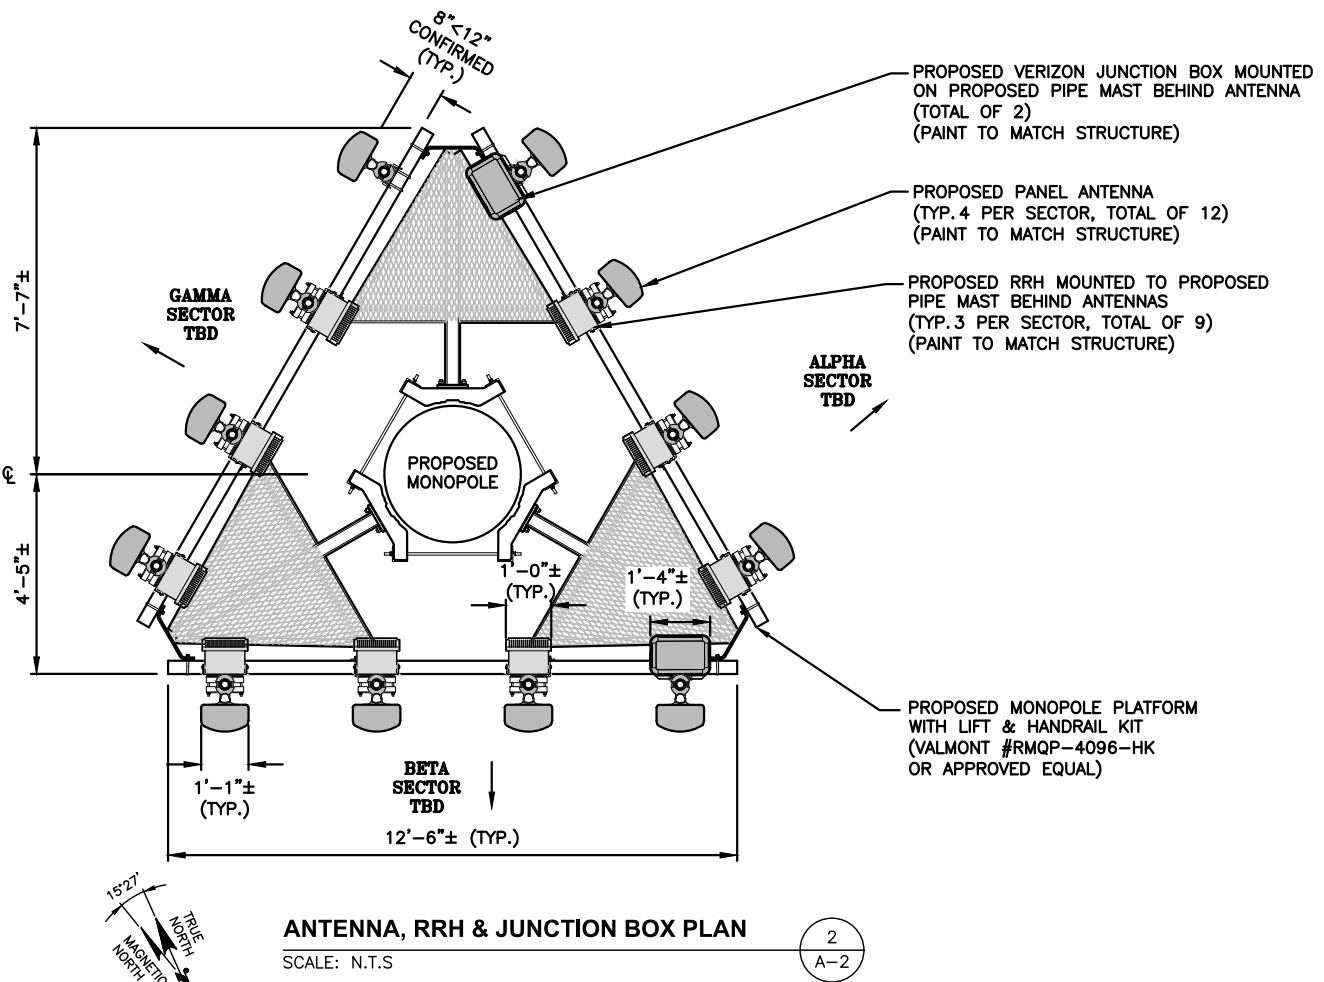 8"<12"
CONFIRMED
(TYP.)
PROPOSED VERIZON JUNCTION BOX MOUNTED
ON PROPOSED PIPE MAST BEHIND ANTENNA
(TOTAL OF 2)
(PAINT TO MATCH STRUCTURE)
PROPOSED PANEL ANTENNA
(TYP.4 PER SECTOR, TOTAL OF 12)
(PAINT TO MATCH STRUCTURE)
PROPOSED RRH MOUNTED TO PROPOSED
PIPE MAST BEHIND ANTENNAS
(TYP.3 PER SECTOR, TOTAL OF 9)
(PAINT TO MATCH STRUCTURE)
7'-7"±
GAMMA
SECTOR
TBD
ALPHA
SECTOR
TBD
℄
PROPOSED
MONOPOLE
4'-5"±
1'-0"±
(TYP.)
1'-4"±
(TYP.)
PROPOSED MONOPOLE PLATFORM
WITH LIFT & HANDRAIL KIT
(VALMONT #RMQP-4096-HK
OR APPROVED EQUAL)
1'-1"±
(TYP.)
BETA
SECTOR
TBD
12'-6"± (TYP.)
15°27'
TRUE
NORTH
MAGNETIC
NORTH
ANTENNA, RRH & JUNCTION BOX PLAN
SCALE: N.T.S
2
A-2